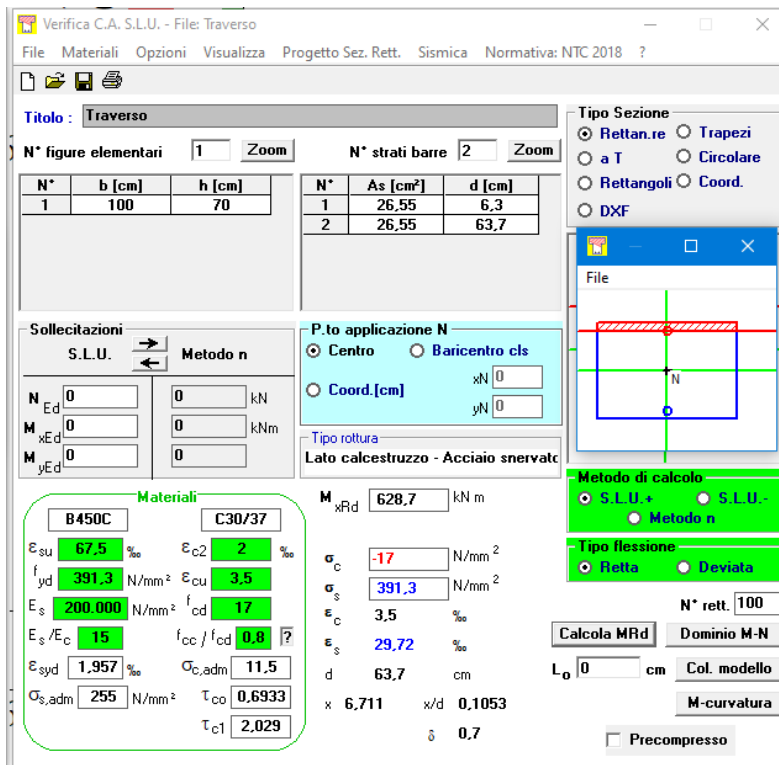 Verifica C.A. S.L.U. - File: Traverso
File Materiali Opzioni Visualizza Progetto Sez. Rett. Sismica Normativa: NTC 2018 ?
Titolo : Traverso
N° figure elementari 1 Zoom N° strati barre 2 Zoom
N° b [cm] h [cm]
1 100 70
N° As [cm²] d [cm]
1 26,55 6,3
2 26,55 63,7
Tipo Sezione
Rettan.re Trapezi
a T Circolare
Rettangoli Coord.
DXF
File
N
Sollecitazioni
S.L.U. Metodo n
N Ed 0 0 kN
M xEd 0 0 kNm
M yEd 0 0
P.to applicazione N
Centro Baricentro cls
Coord.[cm] xN 0
yN 0
Tipo rottura
Lato calcestruzzo - Acciaio snervato
Metodo di calcolo
S.L.U.+ S.L.U.-
Metodo n
Tipo flessione
Retta Deviata
Materiali
B450C C30/37
εsu 67,5 ‰ εc2 2 ‰
fyd 391,3 N/mm² εcu 3,5
Es 200.000 N/mm² fcd 17
Es /Ec 15 fcc / fcd 0,8 ?
εsyd 1,957 ‰ σc,adm 11,5
σs,adm 255 N/mm² τco 0,6933
τc1 2,029
M xRd 628,7 kN m
σc -17 N/mm²
σs 391,3 N/mm²
εc 3,5 ‰
εs 29,72 ‰
d 63,7 cm
x 6,711 x/d 0,1053
δ 0,7
N° rett. 100
Calcola MRd Dominio M-N
Lo 0 cm Col. modello
M-curvatura
Precompresso